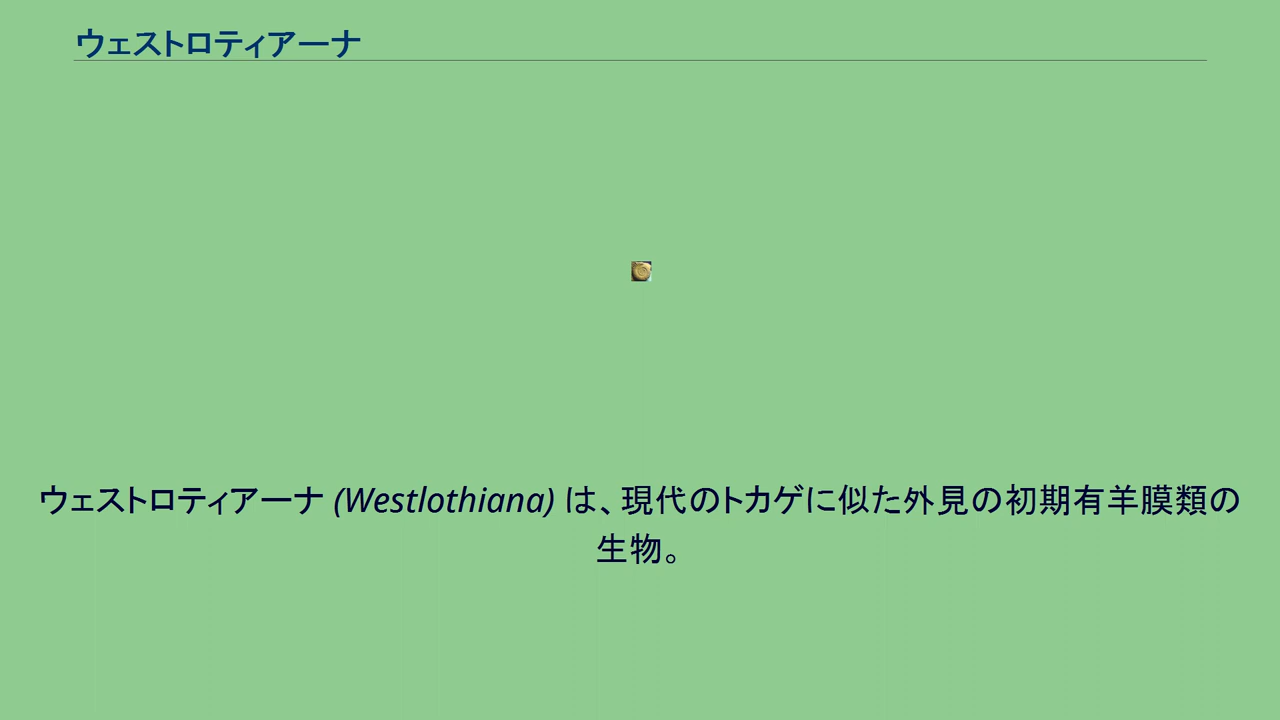 ウェストロティアーナ
ウェストロティアーナ (Westlothiana) は、現代のトカゲに似た外見の初期有羊膜類の
生物。